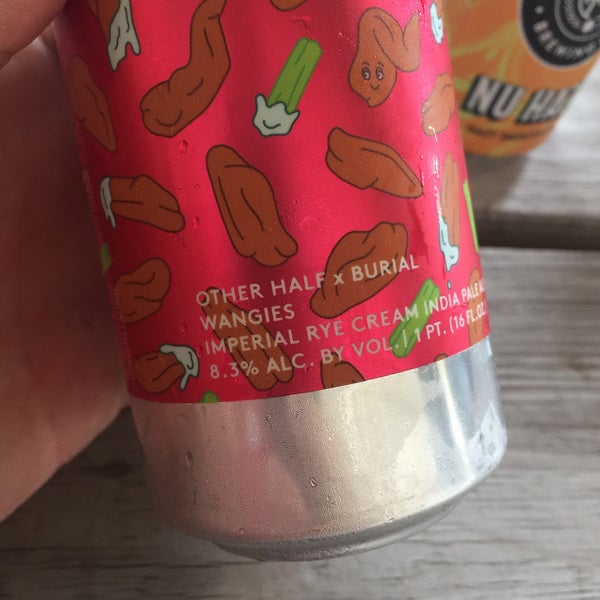 OTHER HALF x BURIAL
WANGIES
IMPERIAL RYE CREAM INDIA PALE
8.3% ALC. BY VOL. | 1 PT. (16 FL.OZ.
BREWING
NU